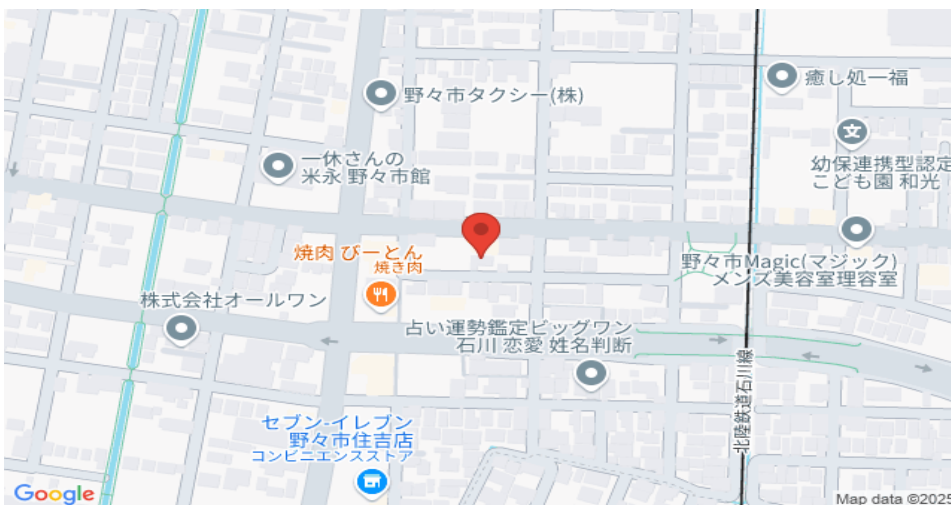 癒し処一福
野々市タクシー(株)
幼保連携型認定
こども園 和光
一休さんの
米永 野々市館
焼肉 びーとん
焼き肉
野々市Magic(マジック)
メンズ美容室理容室
株式会社オールワン
占い運勢鑑定ビッグワン
石川 恋愛 姓名判断
北陸鉄道石川線
セブン-イレブン
野々市住吉店
コンビニエンスストア
Google
Map data ©2025